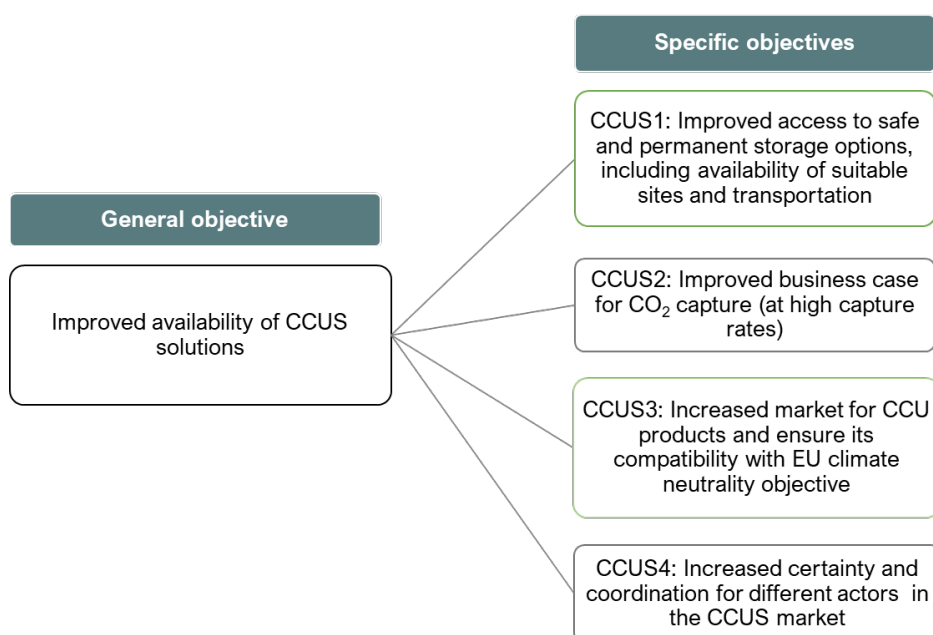 General objective
Improved availability of CCUS
solutions
Specific objectives
CCUS1: Improved access to safe
and permanent storage options,
including availability of suitable
sites and transportation
CCUS2: Improved business case
for CO₂ capture (at high capture
rates)
CCUS3: Increased market for CCU
products and ensure its
compatibility with EU climate
neutrality objective
CCUS4: Increased certainty and
coordination for different actors  in
the CCUS market